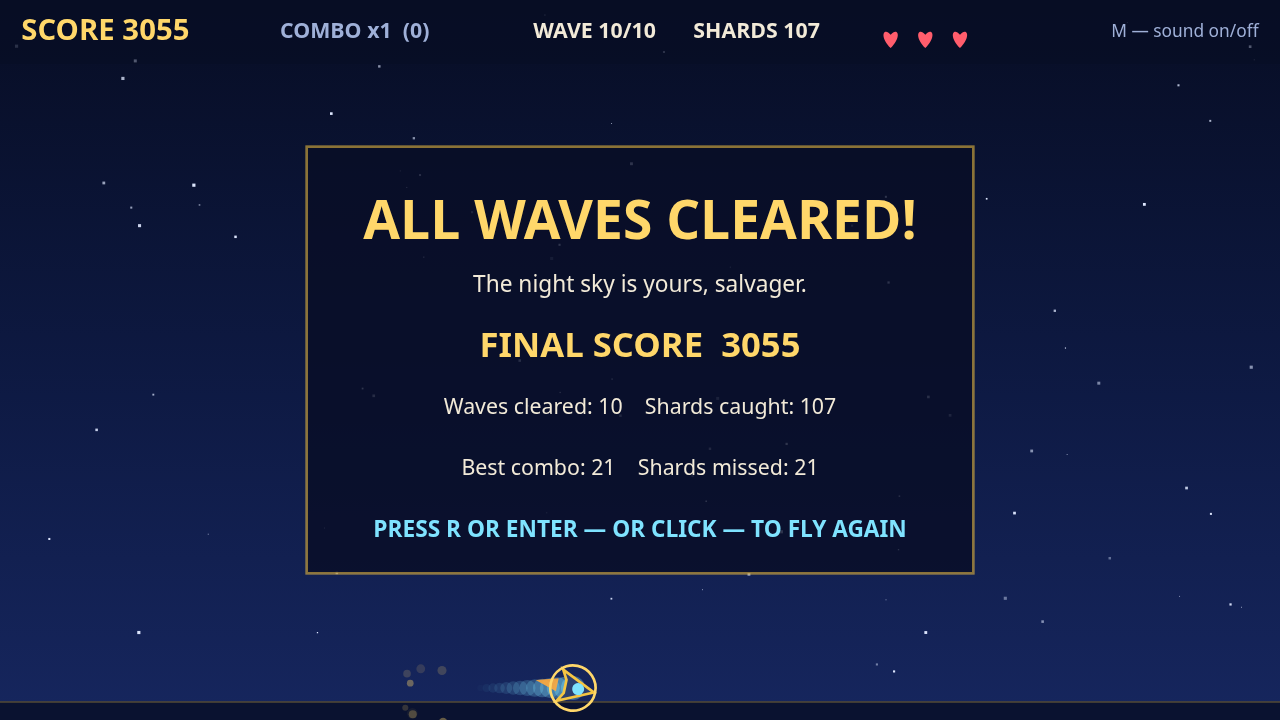 SCORE 3055 COMBO x1 (0) WAVE 10/10 SHARDS 107 M — sound on/off
ALL WAVES CLEARED!
The night sky is yours, salvager.
FINAL SCORE 3055
Waves cleared: 10 Shards caught: 107
Best combo: 21 Shards missed: 21
PRESS R OR ENTER — OR CLICK — TO FLY AGAIN